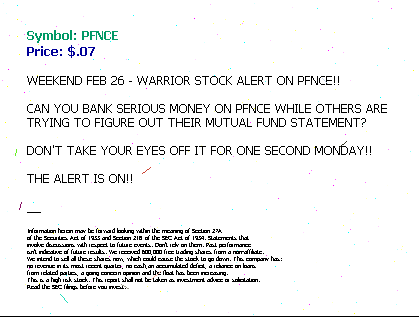 Symbol: PFNCE
Price: $.07
WEEKEND FEB 26 - WARRIOR STOCK ALERT ON PFNCE!!
CAN YOU BANK SERIOUS MONEY ON PFNCE WHILE OTHERS ARE
TRYING TO FIGURE OUT THEIR MUTUAL FUND STATEMENT?
DON'T TAKE YOUR EYES OFF IT FOR ONE SECOND MONDAY!!
THE ALERT IS ON!!
Information herein may be forward looking within the meaning of Section 27A
of the Securities Act of 1933 and Section 21B of the SEC Act of 1934. Statements that
involve discussions with respect to future events. Don't rely on them. Past performance
isn't indicative of future results. We received 600,000 free trading shares from a nonaffiliate.
We intend to sell all these shares now, which could cause the stock to go down. This company has:
no revenue in its most recent quarter, no cash, an accumulated deficit, a reliance on loans
from related parties, a going concern opinion and the float has been increasing.
This is a high risk stock. This report shall not be taken as investment advice or solicitation.
Read the SEC filings before you invest.